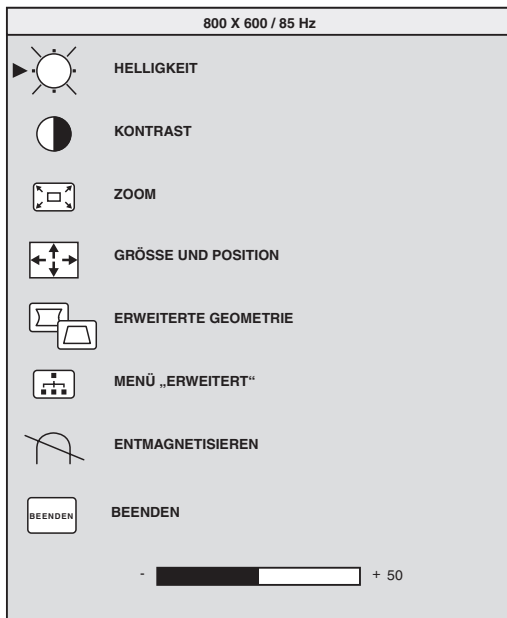 800 X 600 / 85 Hz
HELLIGKEIT
KONTRAST
ZOOM
GRÖSSE UND POSITION
ERWEITERTE GEOMETRIE
MENÜ „ERWEITERT“
ENTMAGNETISIEREN
BEENDEN BEENDEN
- + 50